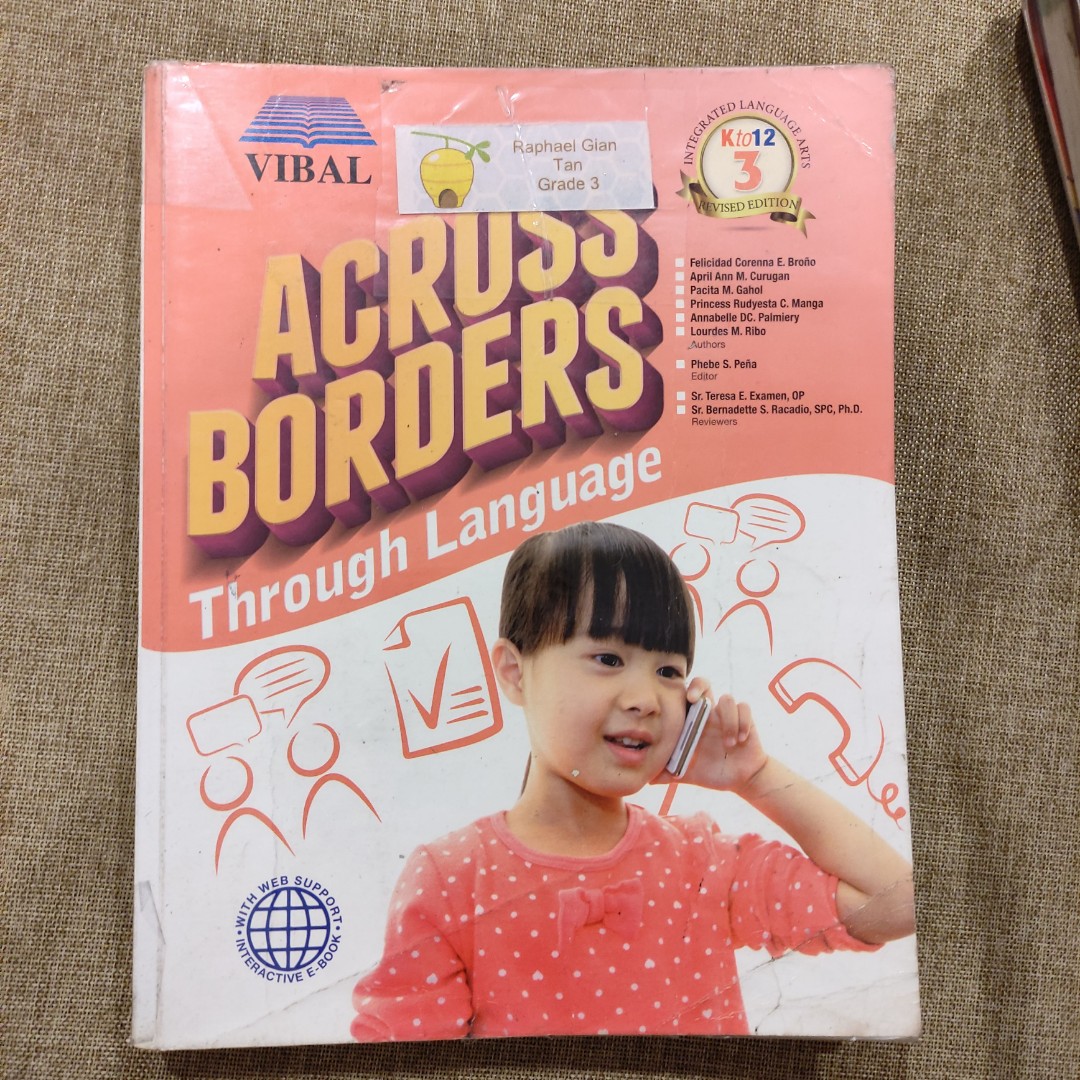 VIBAL
Raphael Gian
Tan
Grade 3
INTEGRATED LANGUAGE ARTS
Kto12
3
REVISED EDITION
ACROSS
BORDERS
Through Language
Felicidad Corenna E. Broño
April Ann M. Curugan
Pacita M. Gahol
Princess Rudyesta C. Manga
Annabelle DC. Palmiery
Lourdes M. Ribo
Authors
Phebe S. Peña
Editor
Sr. Teresa E. Examen, OP
Sr. Bernadette S. Racadio, SPC, Ph.D.
Reviewers
• WITH WEB SUPPORT •
INTERACTIVE E-BOOK